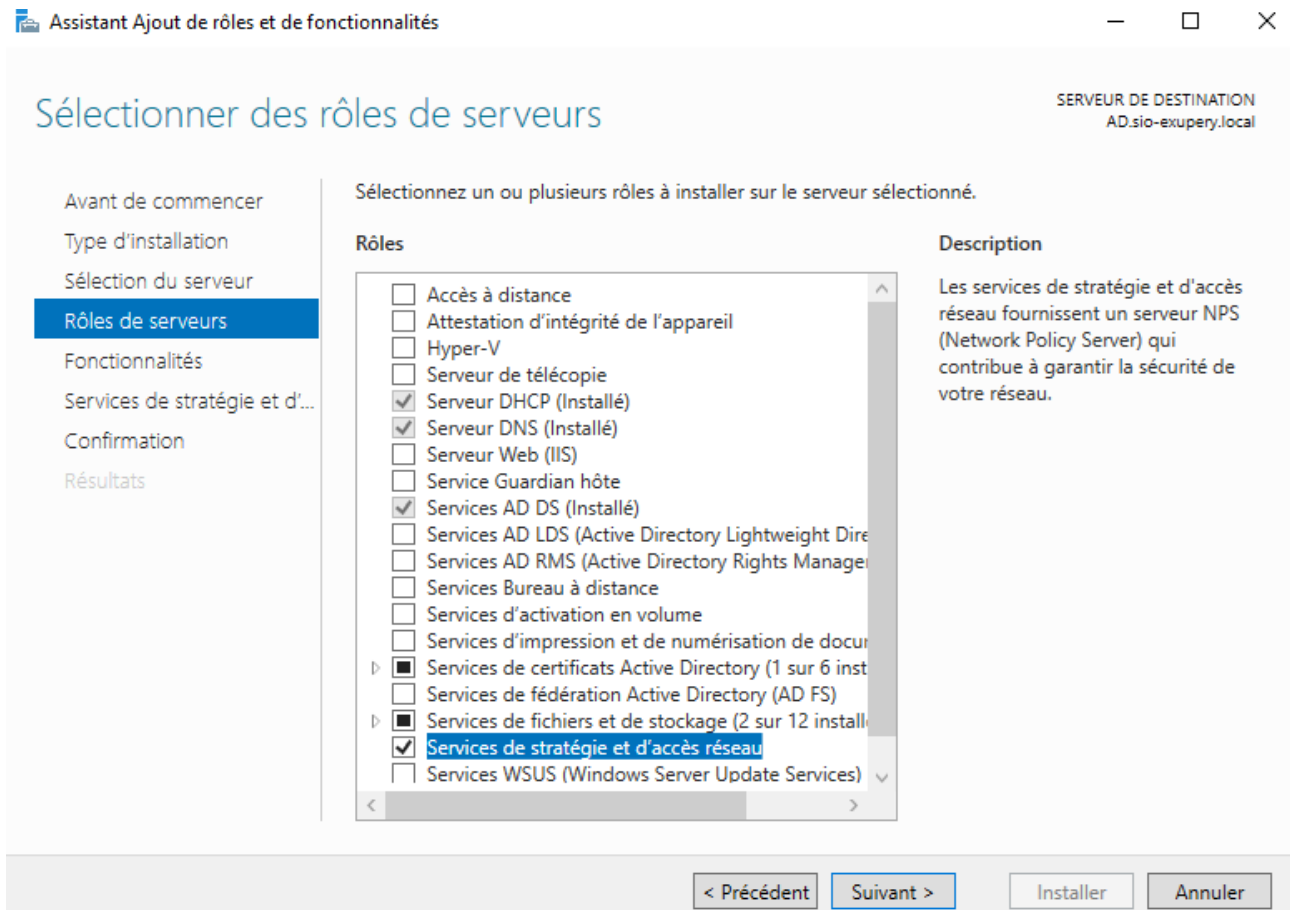 Assistant Ajout de rôles et de fonctionnalités
Sélectionner des rôles de serveurs
SERVEUR DE DESTINATION
AD.sio-exupery.local
Avant de commencer
Type d'installation
Sélection du serveur
Rôles de serveurs
Fonctionnalités
Services de stratégie et d'...
Confirmation
Résultats
Sélectionnez un ou plusieurs rôles à installer sur le serveur sélectionné.
Rôles
Accès à distance
Attestation d'intégrité de l'appareil
Hyper-V
Serveur de télécopie
Serveur DHCP (Installé)
Serveur DNS (Installé)
Serveur Web (IIS)
Service Guardian hôte
Services AD DS (Installé)
Services AD LDS (Active Directory Lightweight Dire
Services AD RMS (Active Directory Rights Manage
Services Bureau à distance
Services d'activation en volume
Services d'impression et de numérisation de docu
Services de certificats Active Directory (1 sur 6 inst
Services de fédération Active Directory (AD FS)
Services de fichiers et de stockage (2 sur 12 install
Services de stratégie et d'accès réseau
Services WSUS (Windows Server Update Services)
Description
Les services de stratégie et d'accès
réseau fournissent un serveur NPS
(Network Policy Server) qui
contribue à garantir la sécurité de
votre réseau.
< Précédent
Suivant >
Installer
Annuler